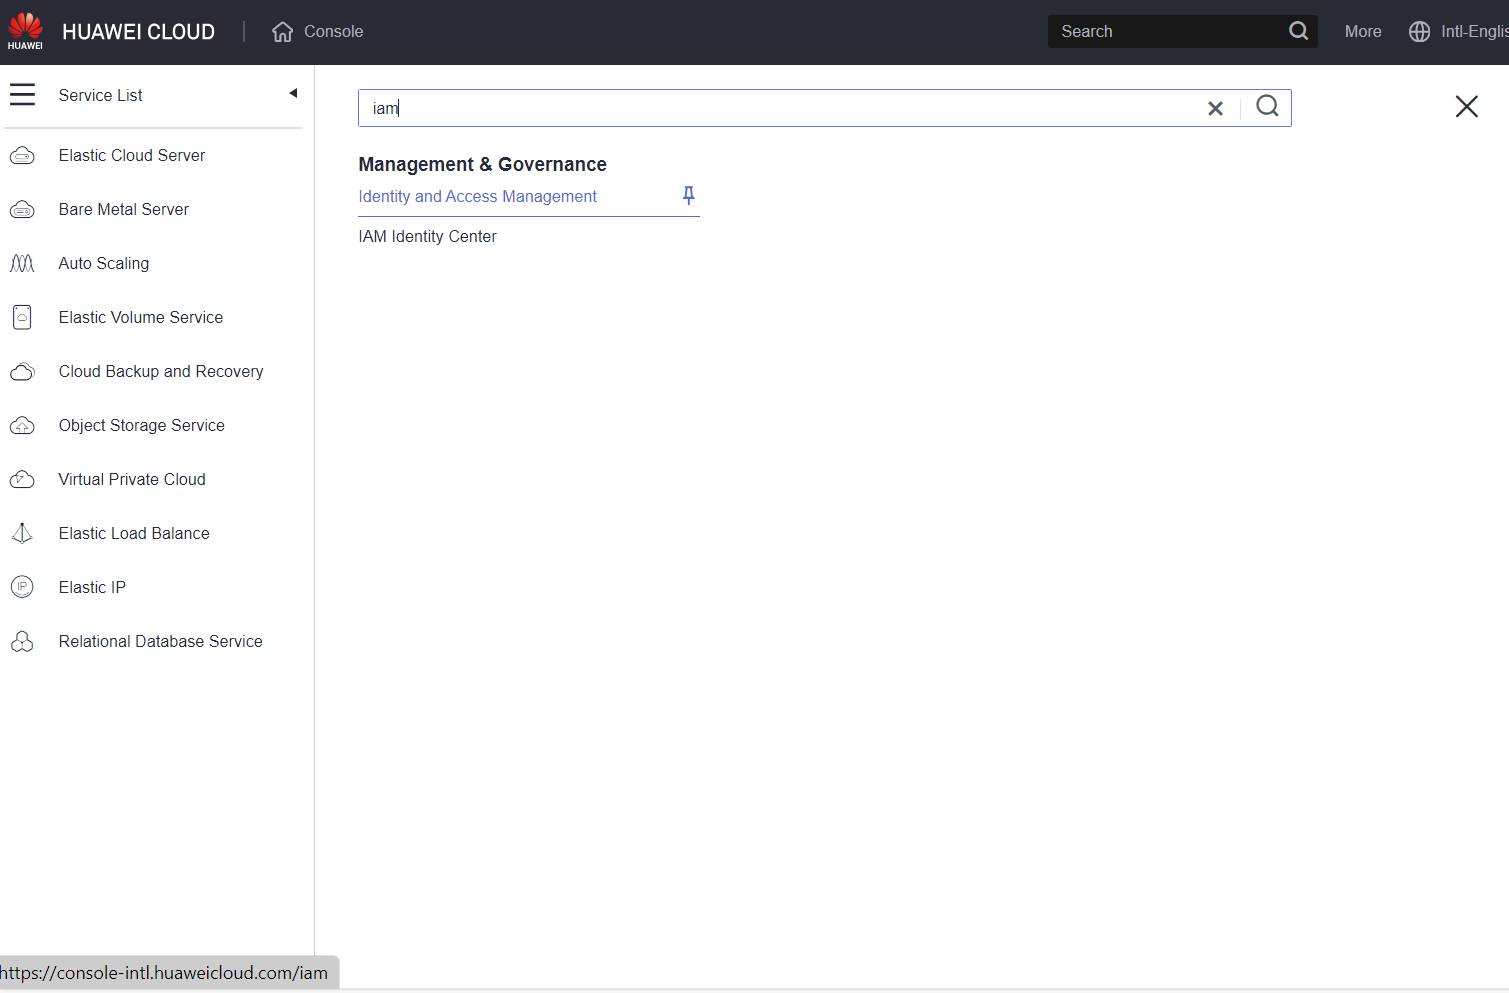 HUAWEI
HUAWEI CLOUD
Console
Search
More
Intl-Englis
Service List
iam
Elastic Cloud Server
Bare Metal Server
Auto Scaling
Elastic Volume Service
Cloud Backup and Recovery
Object Storage Service
Virtual Private Cloud
Elastic Load Balance
IP
Elastic IP
Relational Database Service
Management & Governance
Identity and Access Management
IAM Identity Center
https://console-intl.huaweicloud.com/iam